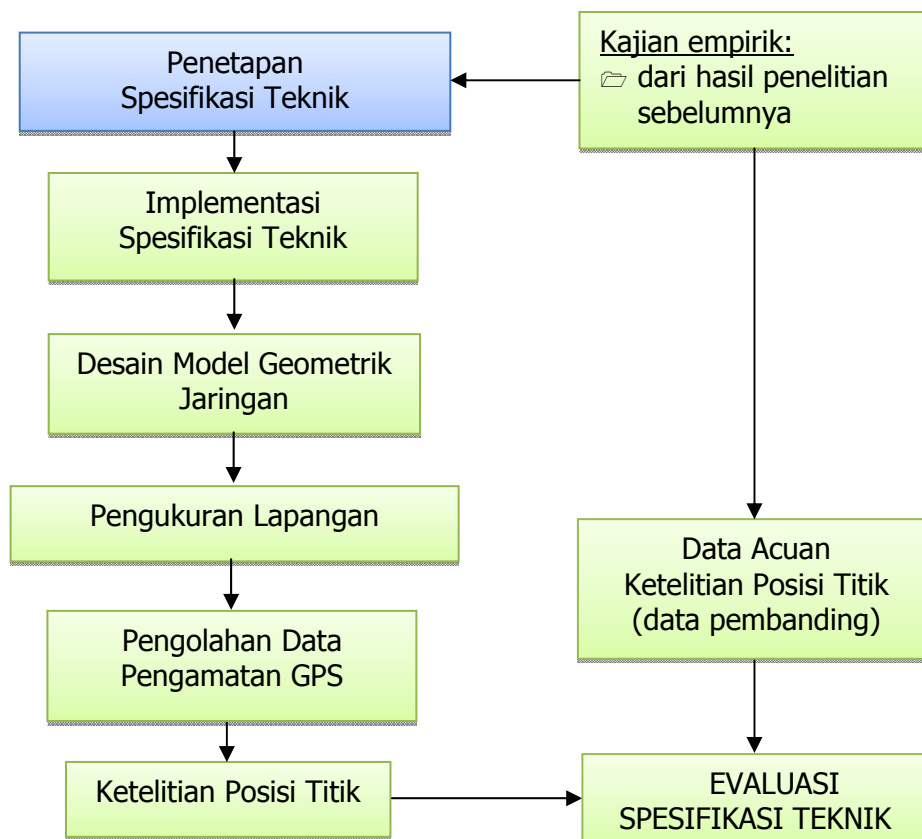 Penetapan
Spesifikasi Teknik
Kajian empirik:
dari hasil penelitian
sebelumnya
Implementasi
Spesifikasi Teknik
Desain Model Geometrik
Jaringan
Pengukuran Lapangan
Pengolahan Data
Pengamatan GPS
Ketelitian Posisi Titik
Data Acuan
Ketelitian Posisi Titik
(data pembanding)
EVALUASI
SPESIFIKASI TEKNIK